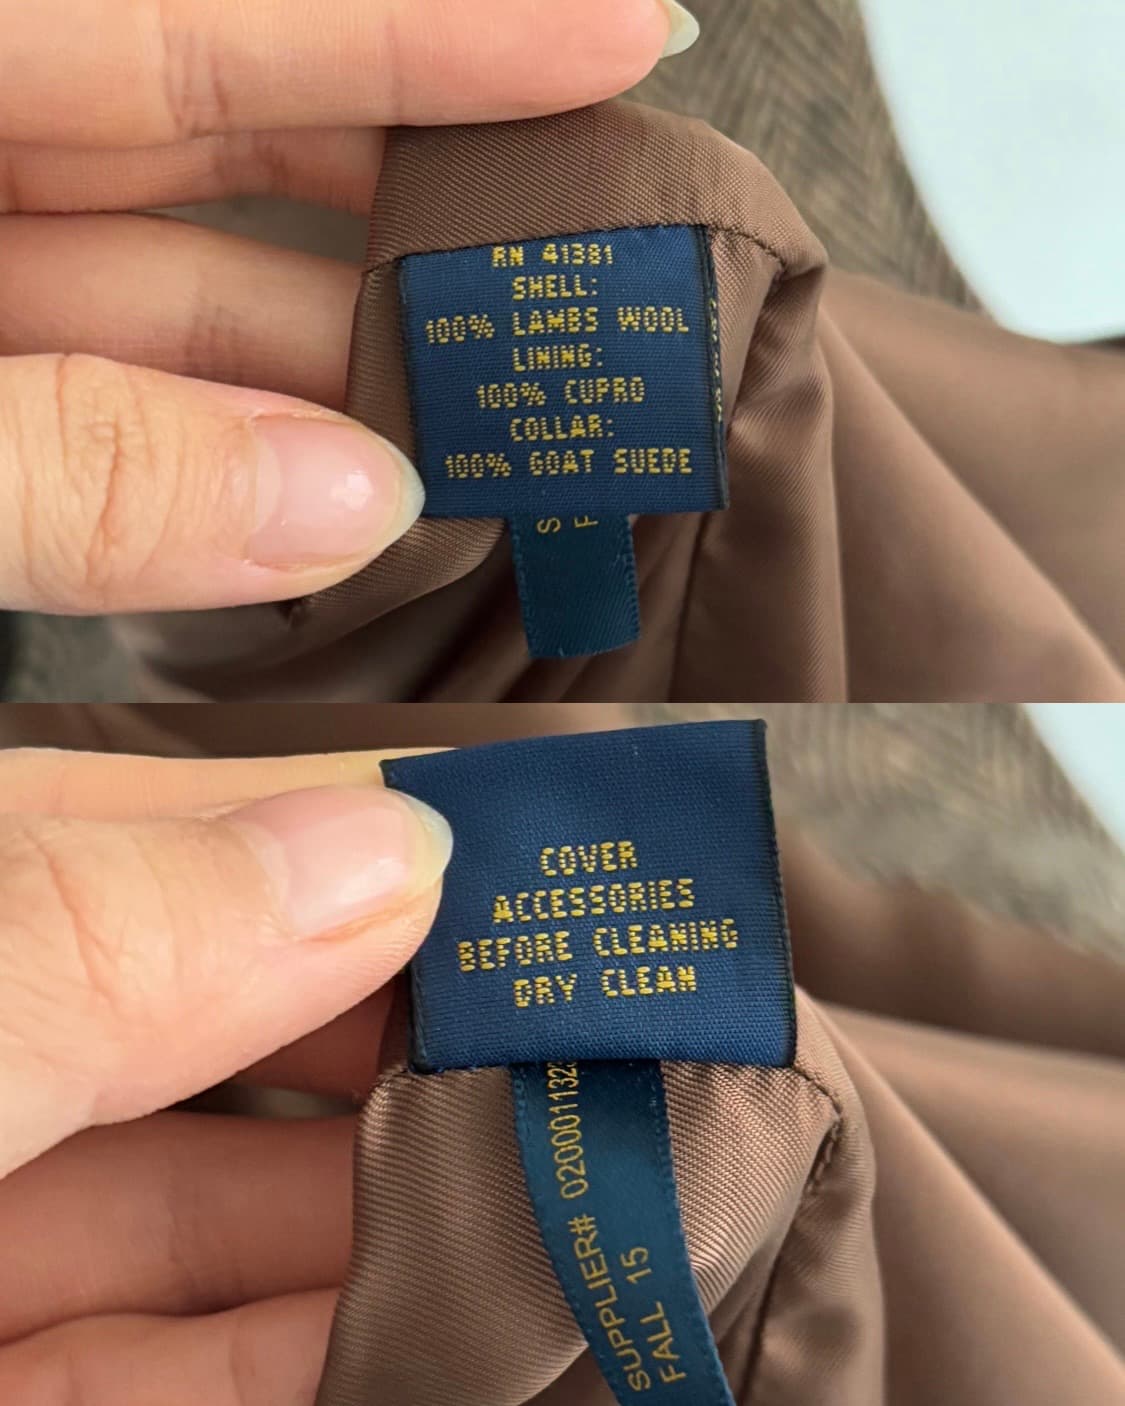 RN 41381
SHELL:
100% LAMBS WOOL
LINING:
100% CUPRO
COLLAR:
100% GOAT SUEDE
S
F
COVER
ACCESSORIES
BEFORE CLEANING
DRY CLEAN
SUPPLIER#
FALL 15